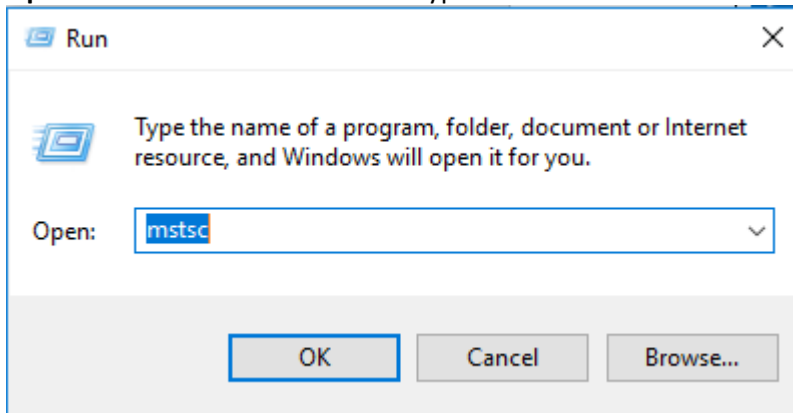 Run
Type the name of a program, folder, document or Internet
resource, and Windows will open it for you.
Open: mstsc
OK Cancel Browse...